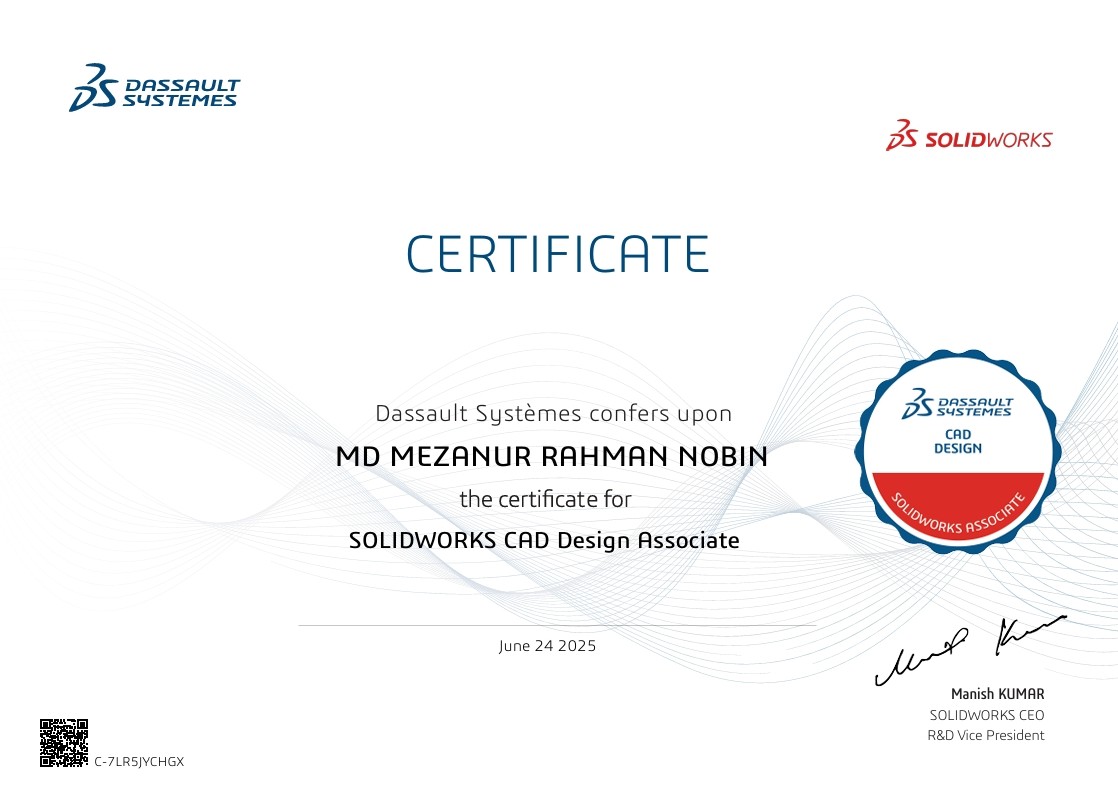 DASSAULT
SYSTEMES
SOLIDWORKS
CERTIFICATE
Dassault Systèmes confers upon
MD MEZANUR RAHMAN NOBIN
the certificate for
SOLIDWORKS CAD Design Associate
DASSAULT
SYSTEMES
CAD
DESIGN
SOLIDWORKS ASSOCIATE
June 24 2025
Manish KUMAR
SOLIDWORKS CEO
R&D Vice President
C-7LR5JYCHGX